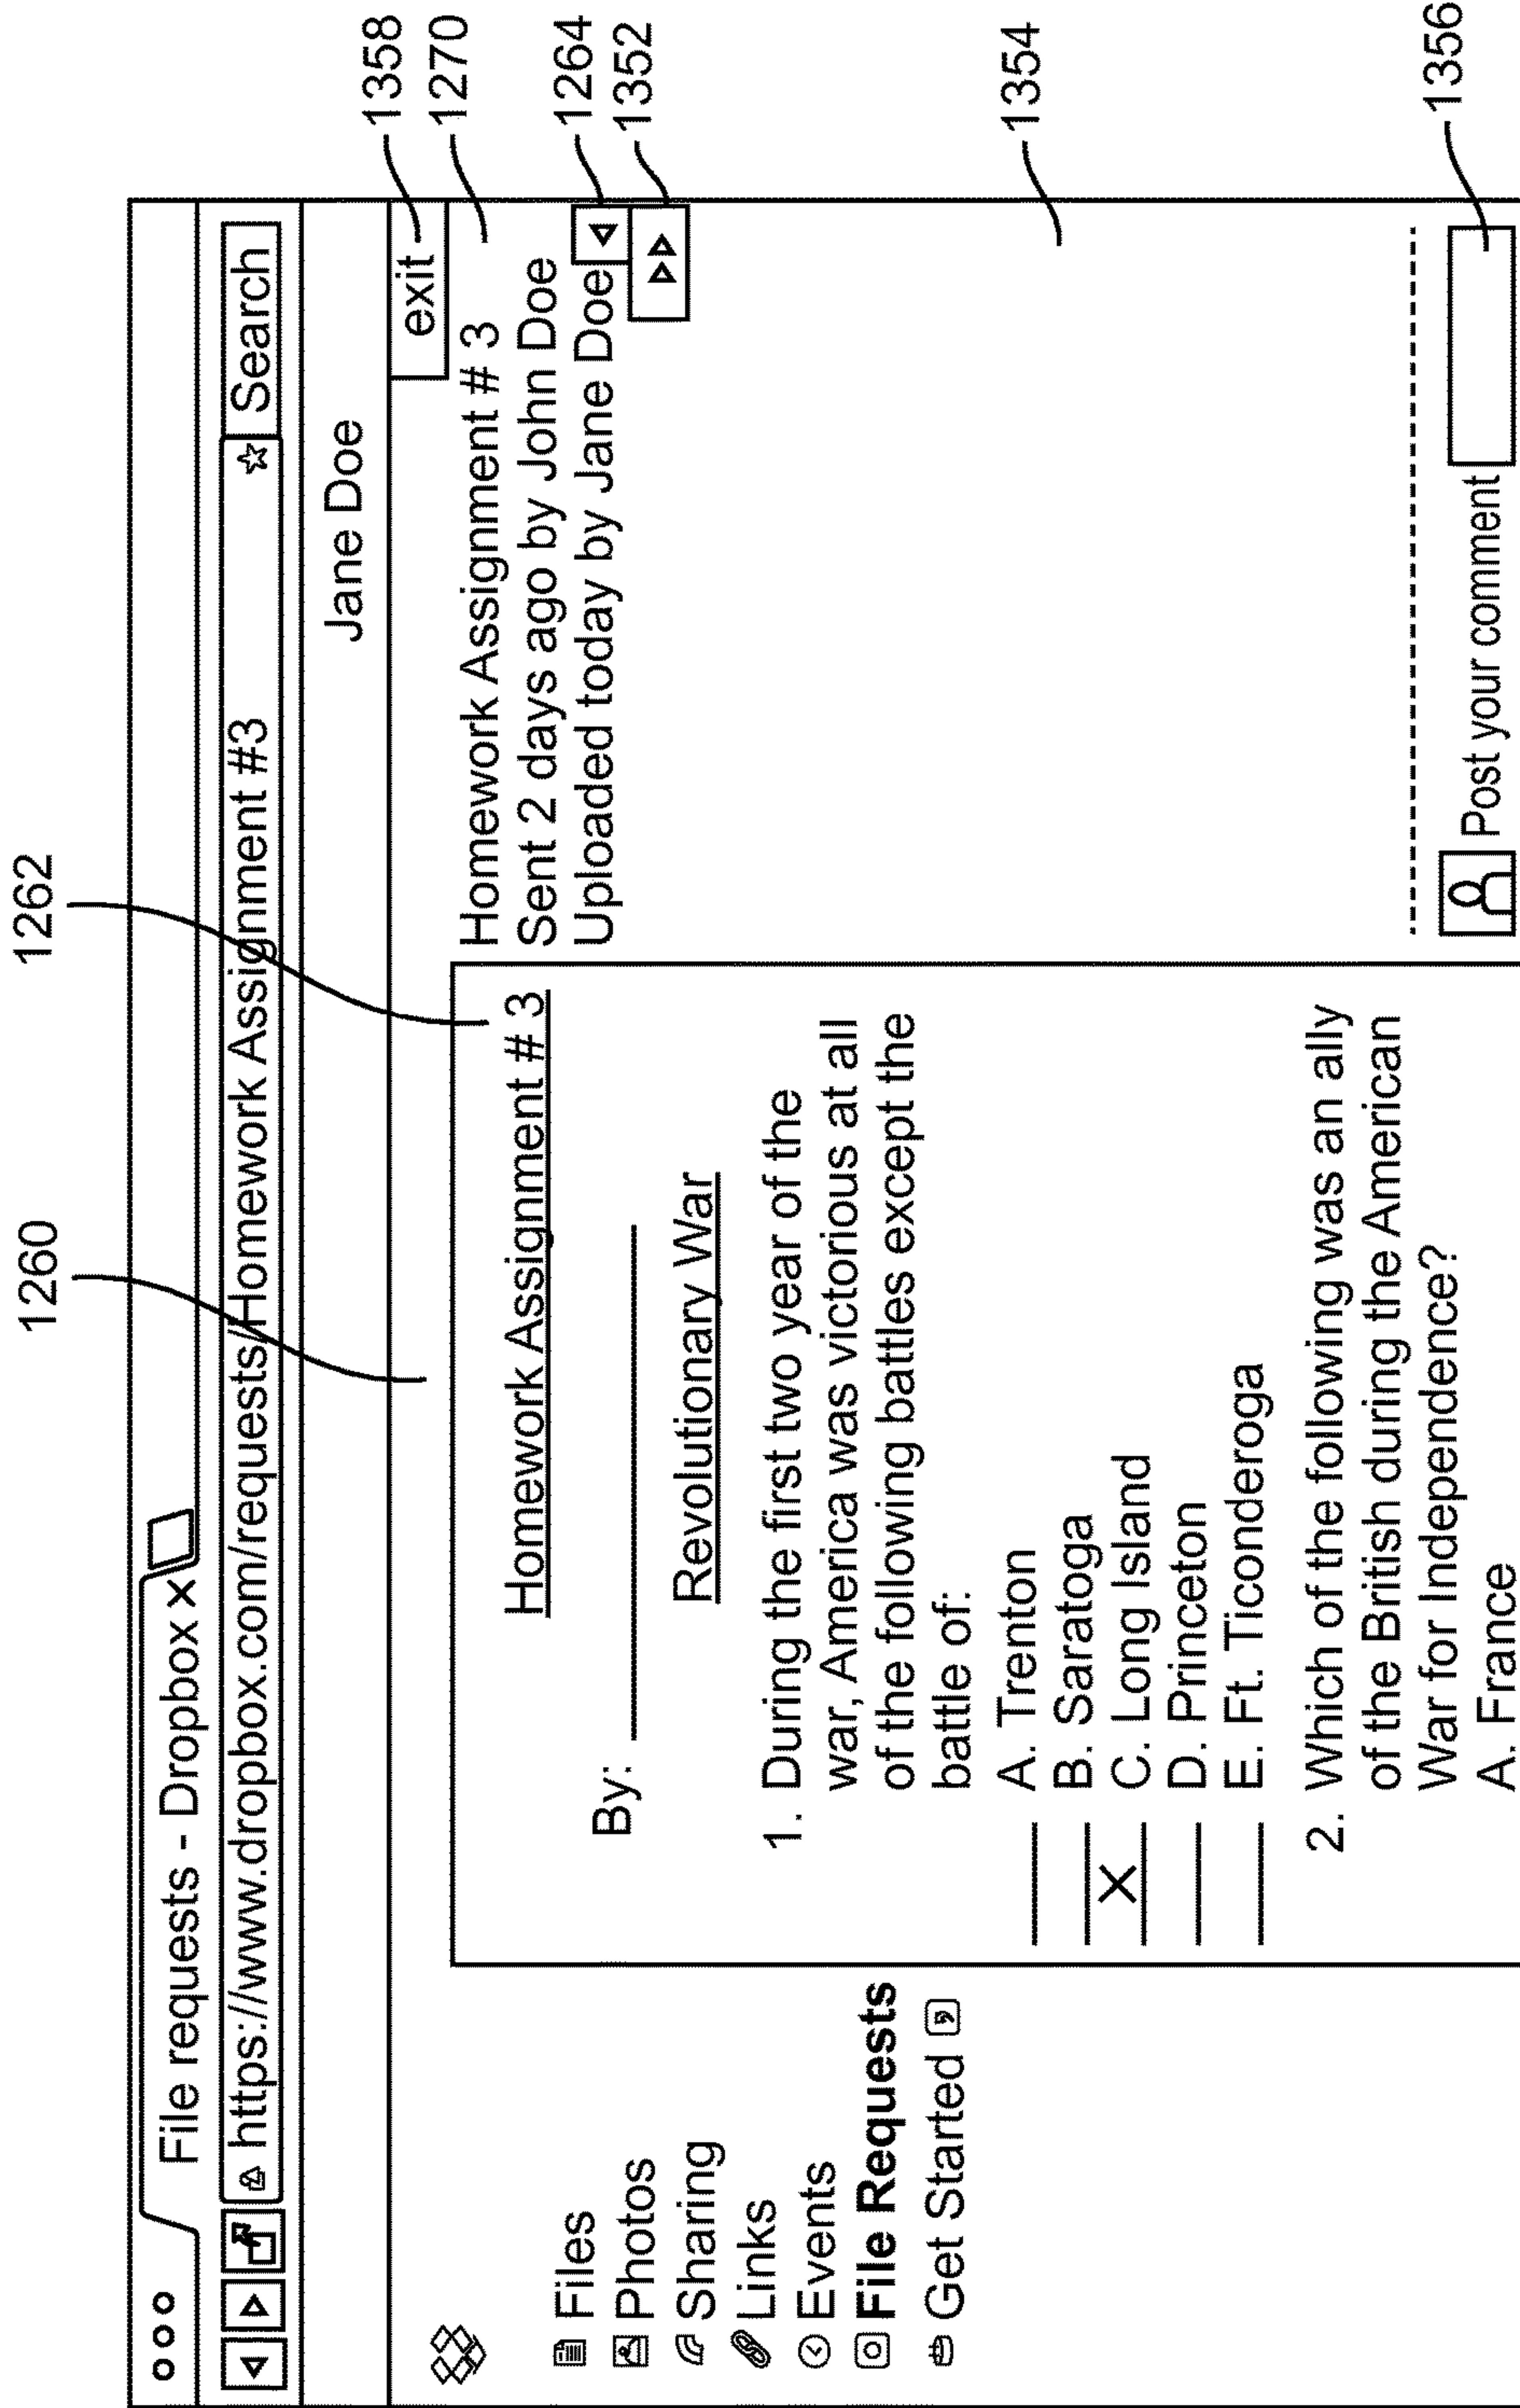 1260
1262
File requests - Dropbox X
https://www.dropbox.com/requests/Homework Assignment #3
Search
Jane Doe
exit
1358
1270
Files
Photos
Sharing
Links
Events
File Requests
Get Started
Homework Assignment # 3
By:
Revolutionary War
1. During the first two year of the
war, America was victorious at all
of the following battles except the
battle of:
A. Trenton
B. Saratoga
X C. Long Island
D. Princeton
E. Ft. Ticonderoga
2. Which of the following was an ally
of the British during the American
War for Independence?
A. France
Homework Assignment # 3
Sent 2 days ago by John Doe
Uploaded today by Jane Doe
1264
1352
1354
Post your comment
1356